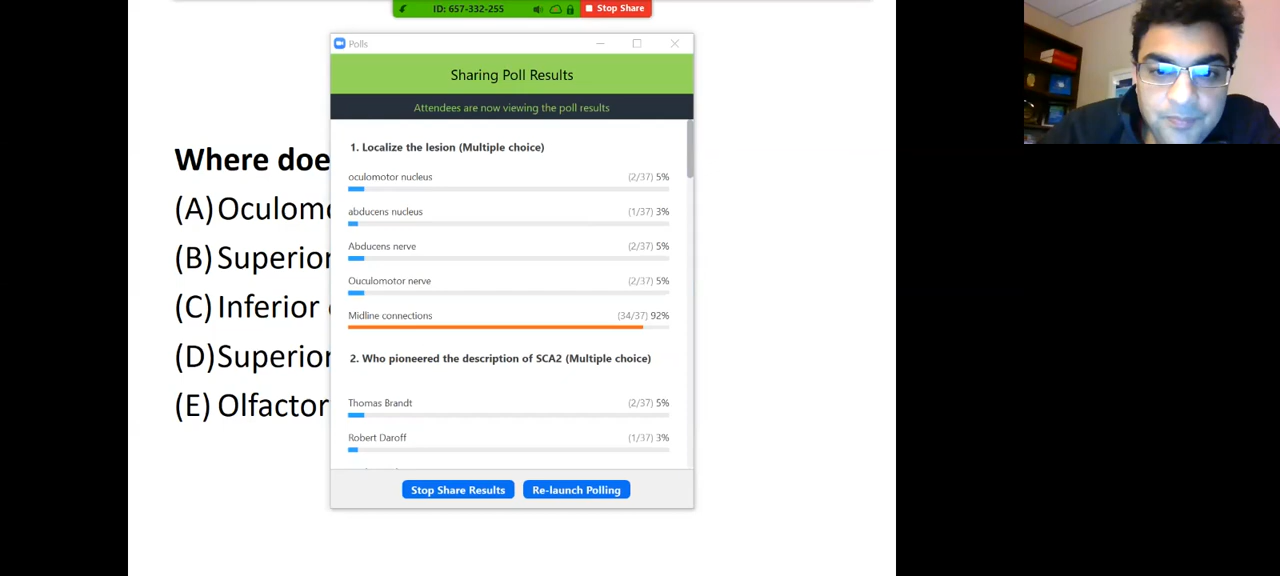 ID: 657-332-255
Stop Share
Polls
Sharing Poll Results
Attendees are now viewing the poll results
1. Localize the lesion (Multiple choice)
oculomotor nucleus (2/37) 5%
abducens nucleus (1/37) 3%
Abducens nerve (2/37) 5%
Ouculomotor nerve (2/37) 5%
Midline connections (34/37) 92%
2. Who pioneered the description of SCA2 (Multiple choice)
Thomas Brandt (2/37) 5%
Robert Daroff (1/37) 3%
Stop Share Results
Re-launch Polling
Where doe
(A) Oculomo
(B) Superior
(C) Inferior
(D) Superior
(E) Olfactor